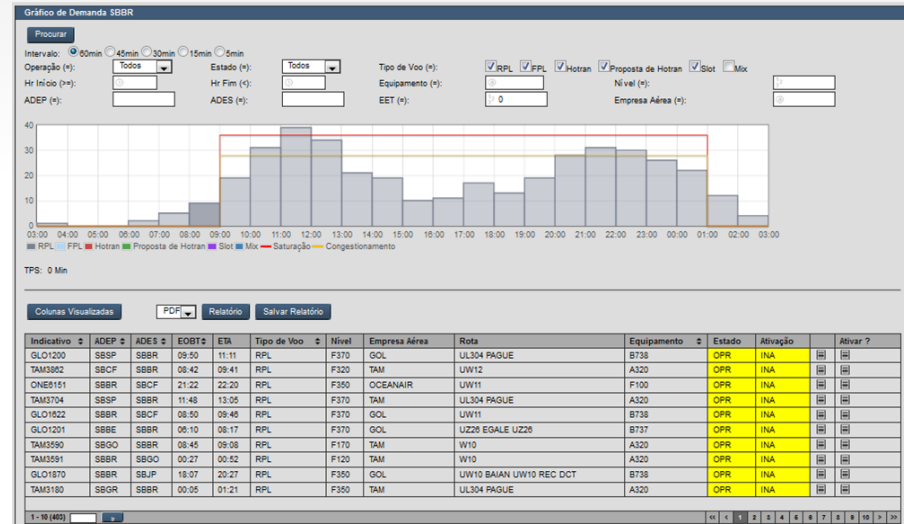 Gráfico de Demanda SBBR
Procurar
Intervalo: 60min 45min 30min 15min 5min
Operação (=): Todos Estado (=): Todos Tipo de Voo (=): RPL FPL Hotran Proposta de Hotran Slot Mix
Hr Início (>=): Hr Fim (<): Equipamento (=): Nível (=):
ADEP (=): ADES (=): EET (=): 0 Empresa Aérea (=):
40
30
20
10
0
03:00 04:00 05:00 06:00 07:00 08:00 09:00 10:00 11:00 12:00 13:00 14:00 15:00 16:00 17:00 18:00 19:00 20:00 21:00 22:00 23:00 00:00 01:00 02:00 03:00
RPL FPL Hotran Proposta de Hotran Slot Mix Saturação Congestionamento
TPS: 0 Min
Colunas Visualizadas PDF Relatório Salvar Relatório
Indicativo ADEP ADES EOBT ETA Tipo de Voo Nível Empresa Aérea Rota Equipamento Estado Ativação Ativar ?
GLO1200 SBSP SBBR 09:50 11:11 RPL F370 GOL UL304 PAGUE B738 OPR INA
TAM3862 SBCF SBBR 08:42 09:41 RPL F320 TAM UW12 A320 OPR INA
ONE6151 SBBR SBCF 21:22 22:20 RPL F350 OCEANAIR UW11 F100 OPR INA
TAM3704 SBSP SBBR 11:48 13:05 RPL F370 TAM UL304 PAGUE A320 OPR INA
GLO1622 SBBR SBCF 08:50 09:46 RPL F370 GOL UW11 B738 OPR INA
GLO1201 SBBE SBBR 06:10 08:17 RPL F370 GOL UZ26 EGALE UZ26 B737 OPR INA
TAM3590 SBGO SBBR 08:45 09:08 RPL F170 TAM W10 A320 OPR INA
TAM3591 SBBR SBGO 00:27 00:52 RPL F120 TAM W10 A320 OPR INA
GLO1870 SBBR SBJP 18:07 20:27 RPL F350 GOL UW10 BAIAN UW10 REC DCT B738 OPR INA
TAM3180 SBGR SBBR 00:05 01:21 RPL F350 TAM UL304 PAGUE A320 OPR INA
1 - 10 (403) << < 1 2 3 4 5 6 7 8 9 10 > >>